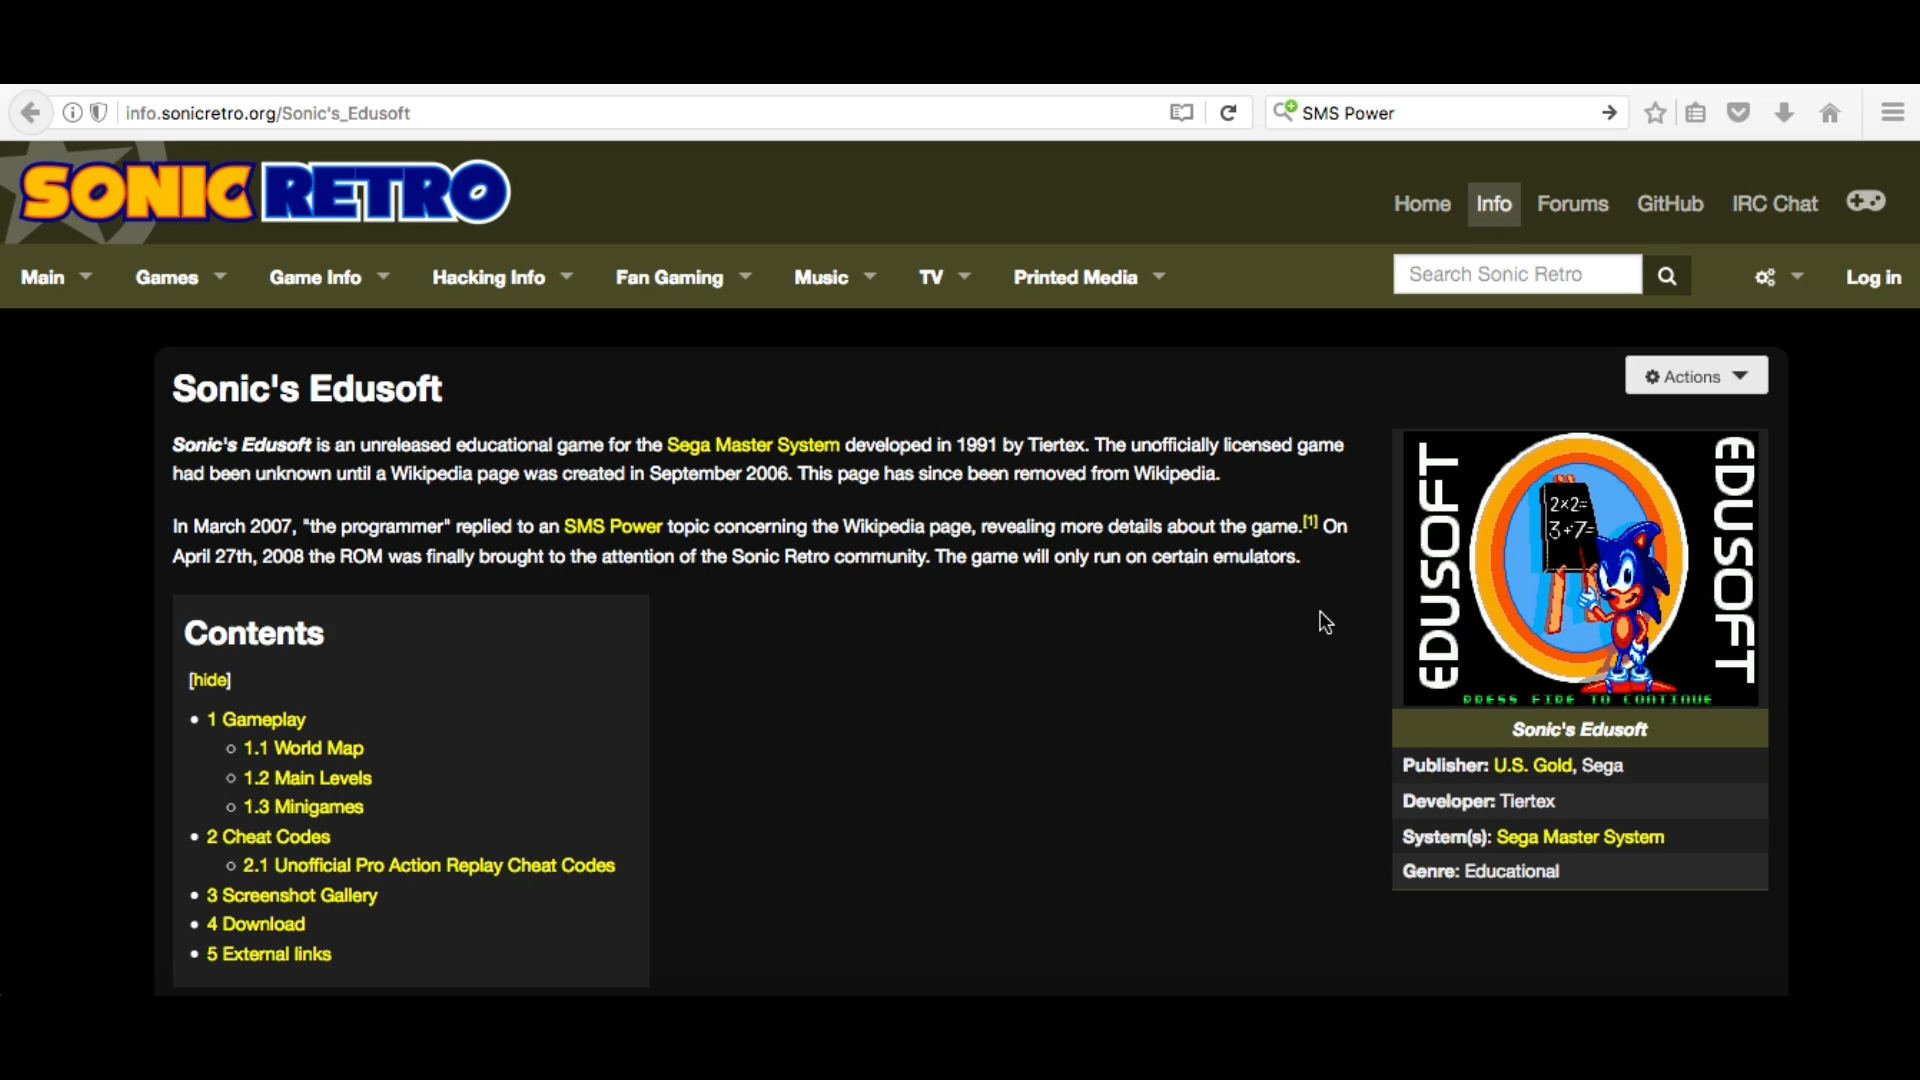 info.sonicretro.org/Sonic's_Edusoft
SMS Power
SONIC RETRO
Home Info Forums GitHub IRC Chat
Main Games Game Info Hacking Info Fan Gaming Music TV Printed Media
Search Sonic Retro
Log in
Sonic's Edusoft
Actions
Sonic's Edusoft is an unreleased educational game for the Sega Master System developed in 1991 by Tiertex. The unofficially licensed game
had been unknown until a Wikipedia page was created in September 2006. This page has since been removed from Wikipedia.
In March 2007, "the programmer" replied to an SMS Power topic concerning the Wikipedia page, revealing more details about the game.[1] On
April 27th, 2008 the ROM was finally brought to the attention of the Sonic Retro community. The game will only run on certain emulators.
Contents
[hide]
1 Gameplay
1.1 World Map
1.2 Main Levels
1.3 Minigames
2 Cheat Codes
2.1 Unofficial Pro Action Replay Cheat Codes
3 Screenshot Gallery
4 Download
5 External links
EDUSOFT
2x2=
3+7=
EDUSOFT
PRESS FIRE TO CONTINUE
Sonic's Edusoft
Publisher: U.S. Gold, Sega
Developer: Tiertex
System(s): Sega Master System
Genre: Educational